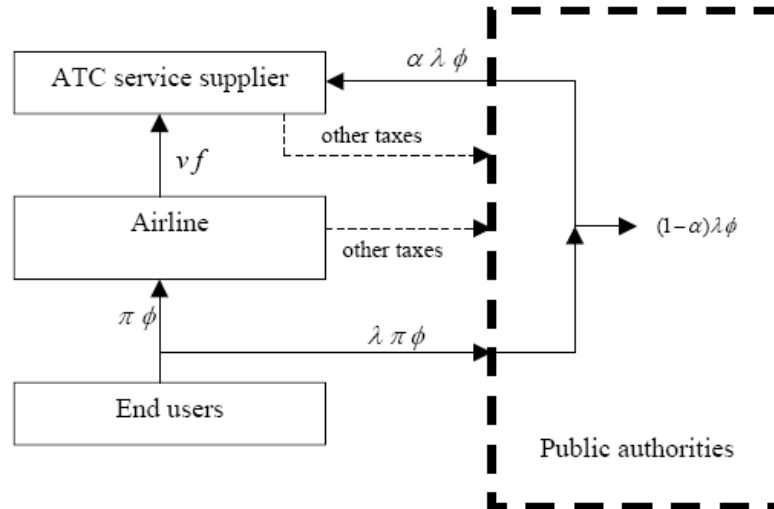 ATC service supplier
α λ ϕ
other taxes
v f
Airline
other taxes
(1−α)λϕ
π ϕ
λ π ϕ
End users
Public authorities